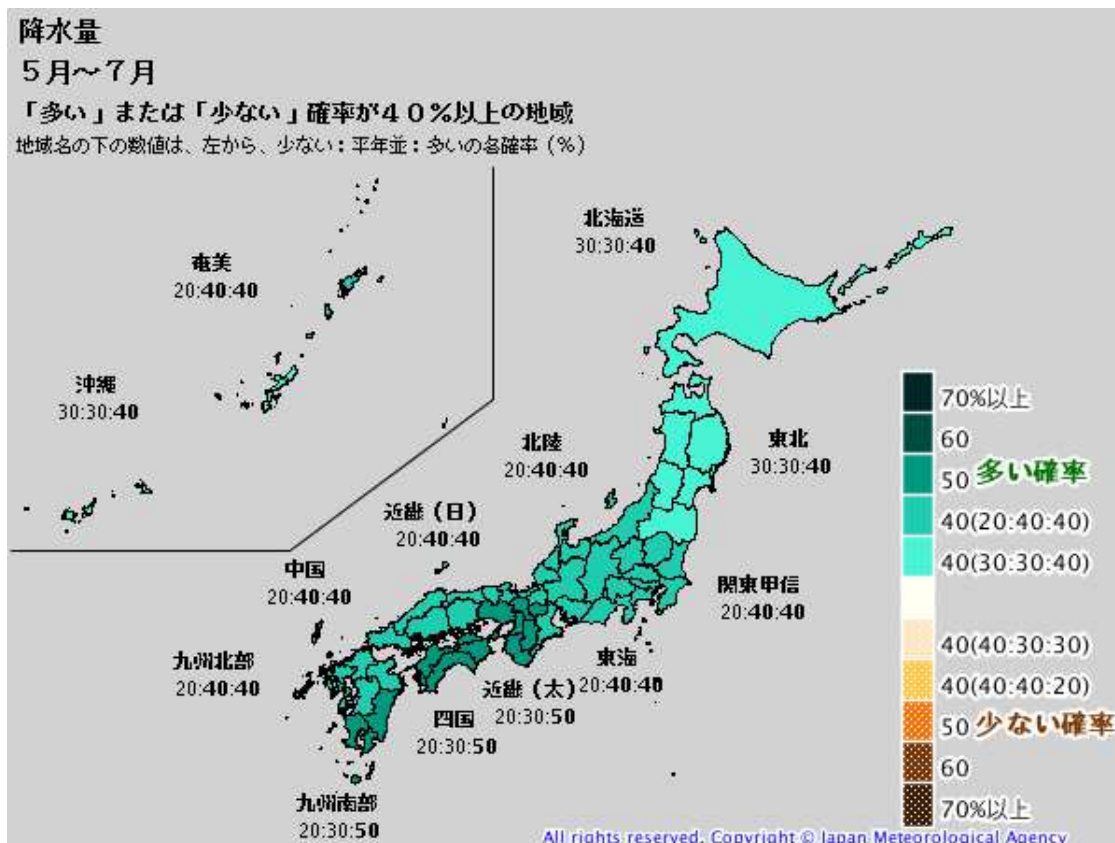 降水量
5月～7月
「多い」または「少ない」確率が40%以上の地域
地域名の下の数値は、左から、少ない：平年並：多いの各確率（%）
北海道
30:30:40
奄美
20:40:40
沖縄
30:30:40
北陸
20:40:40
東北
30:30:40
近畿（日）
20:40:40
中国
20:40:40
関東甲信
20:40:40
九州北部
20:40:40
東海
20:40:40
近畿（太）
20:30:50
四国
20:30:50
九州南部
20:30:50
70%以上
60
50 多い確率
40(20:40:40)
40(30:30:40)
40(40:30:30)
40(40:40:20)
50 少ない確率
60
70%以上
All rights reserved. Copyright © Japan Meteorological Agency